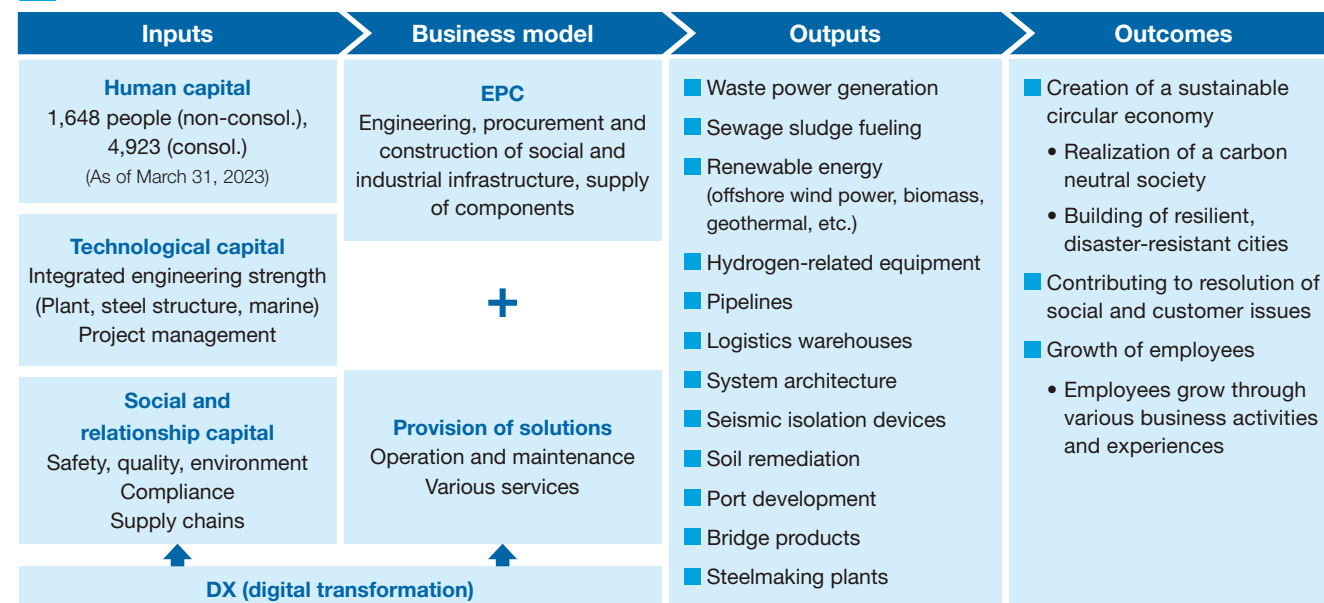 Inputs
Business model
Outputs
Outcomes
Human capital
1,648 people (non-consol.),
4,923 (consol.)
(As of March 31, 2023)
Technological capital
Integrated engineering strength
(Plant, steel structure, marine)
Project management
Social and
relationship capital
Safety, quality, environment
Compliance
Supply chains
EPC
Engineering, procurement and
construction of social and
industrial infrastructure, supply
of components
+
Provision of solutions
Operation and maintenance
Various services
DX (digital transformation)
Waste power generation
Sewage sludge fueling
Renewable energy
(offshore wind power, biomass,
geothermal, etc.)
Hydrogen-related equipment
Pipelines
Logistics warehouses
System architecture
Seismic isolation devices
Soil remediation
Port development
Bridge products
Steelmaking plants
Creation of a sustainable
circular economy
• Realization of a carbon
neutral society
• Building of resilient,
disaster-resistant cities
Contributing to resolution of
social and customer issues
Growth of employees
• Employees grow through
various business activities
and experiences